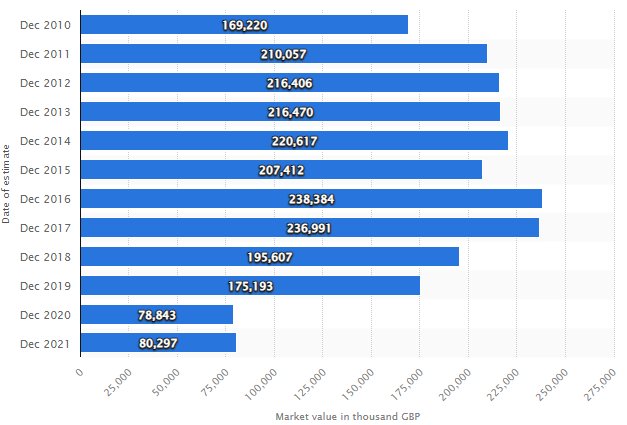 Dec 2010 169,220
Dec 2011 210,057
Dec 2012 216,406
Dec 2013 216,470
Dec 2014 220,617
Dec 2015 207,412
Dec 2016 238,384
Dec 2017 236,991
Dec 2018 195,607
Dec 2019 175,193
Dec 2020 78,843
Dec 2021 80,297
Date of estimate
0 25,000 50,000 75,000 100,000 125,000 150,000 175,000 200,000 225,000 250,000 275,000
Market value in thousand GBP